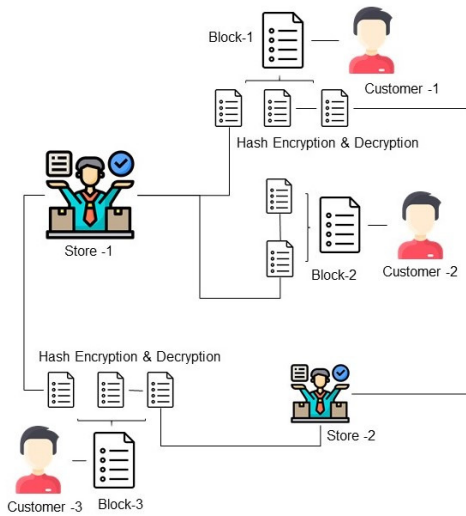 Block-1
Customer -1
Hash Encryption & Decryption
Store -1
Block-2
Customer -2
Hash Encryption & Decryption
Store -2
Customer -3
Block-3